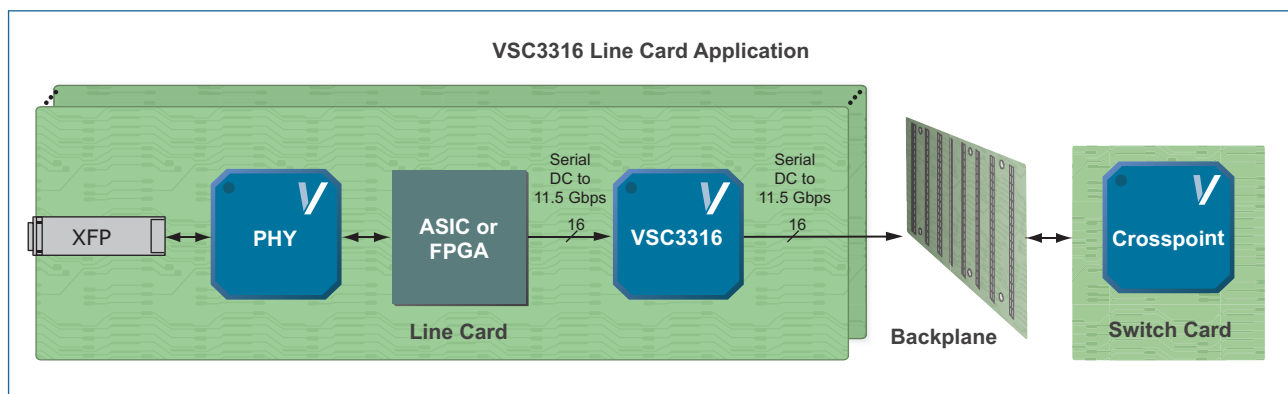 VSC3316 Line Card Application
XFP
PHY
ASIC or
FPGA
Serial
DC to
11.5 Gbps
16
VSC3316
Serial
DC to
11.5 Gbps
16
Crosspoint
Line Card
Backplane
Switch Card